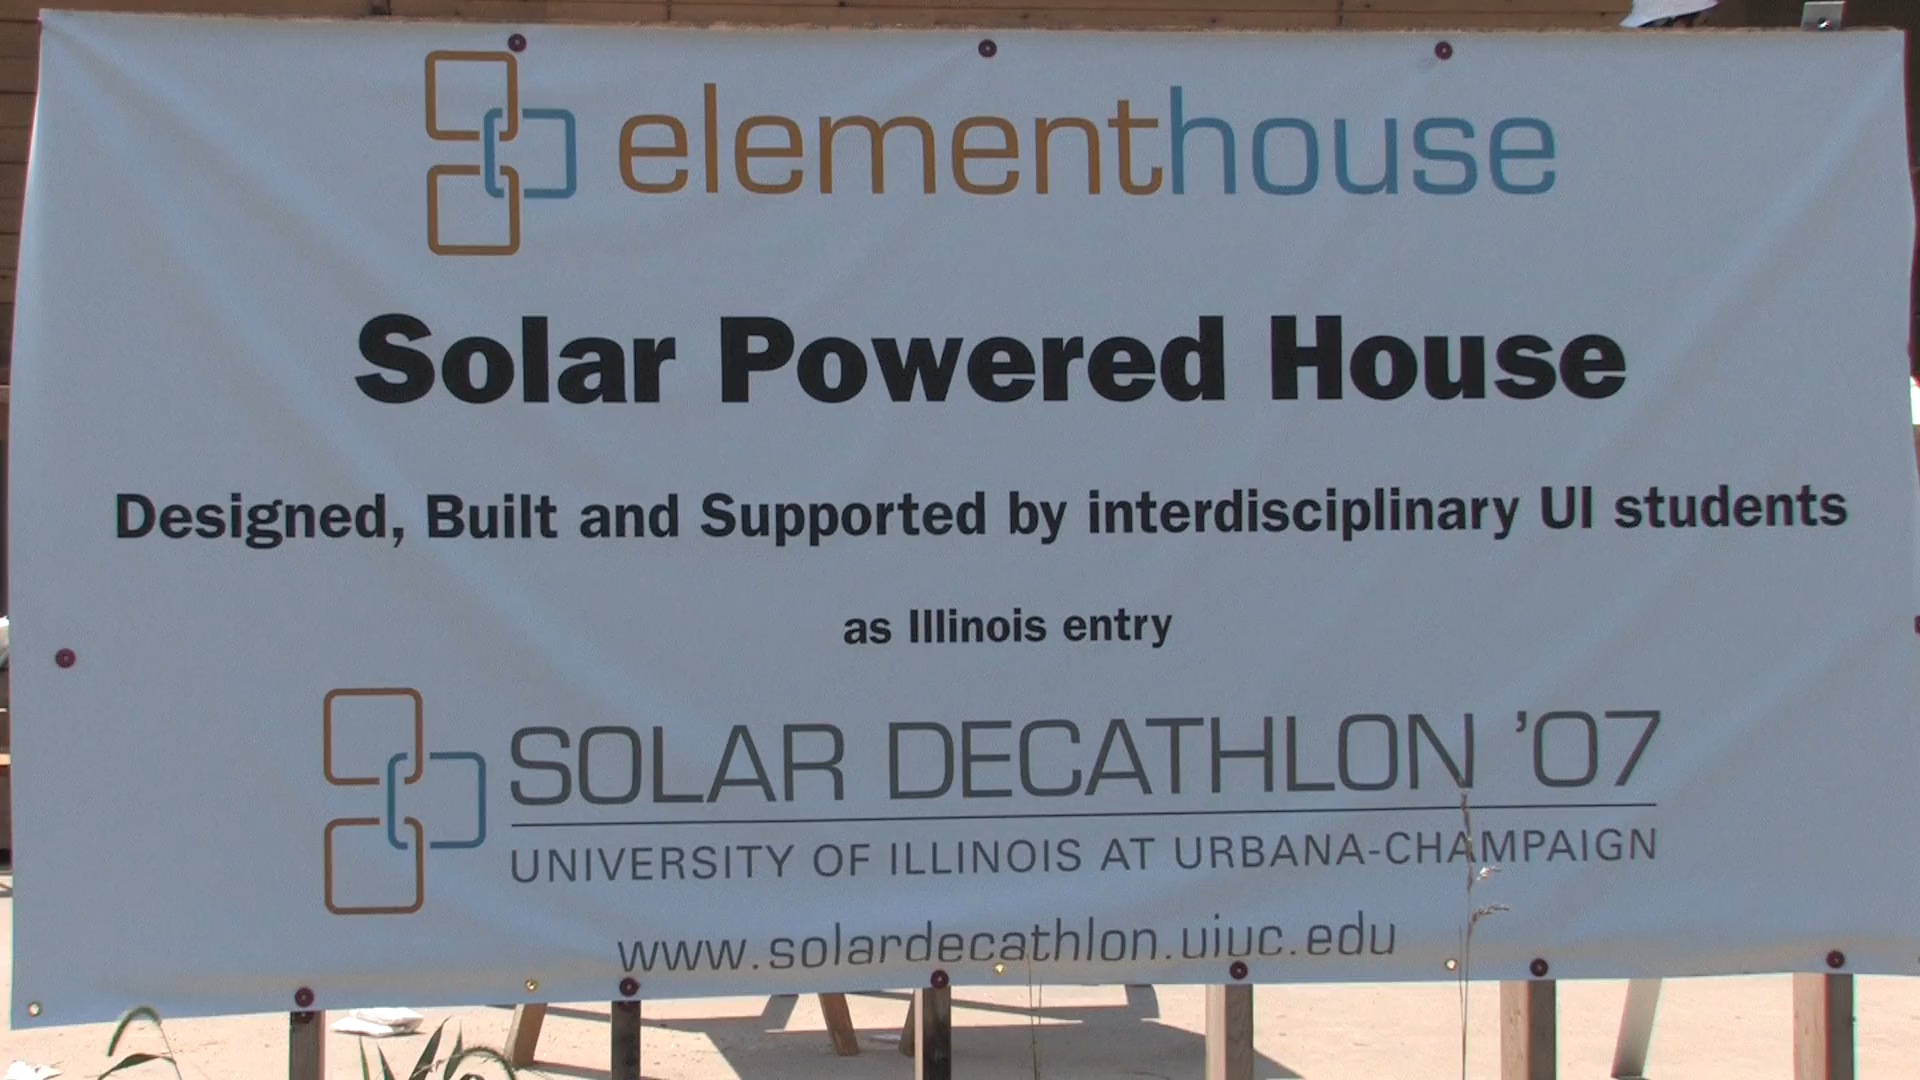 elementhouse
Solar Powered House
Designed, Built and Supported by interdisciplinary UI students
as Illinois entry
SOLAR DECATHLON '07
UNIVERSITY OF ILLINOIS AT URBANA-CHAMPAIGN
www.solardecathlon.uiuc.edu